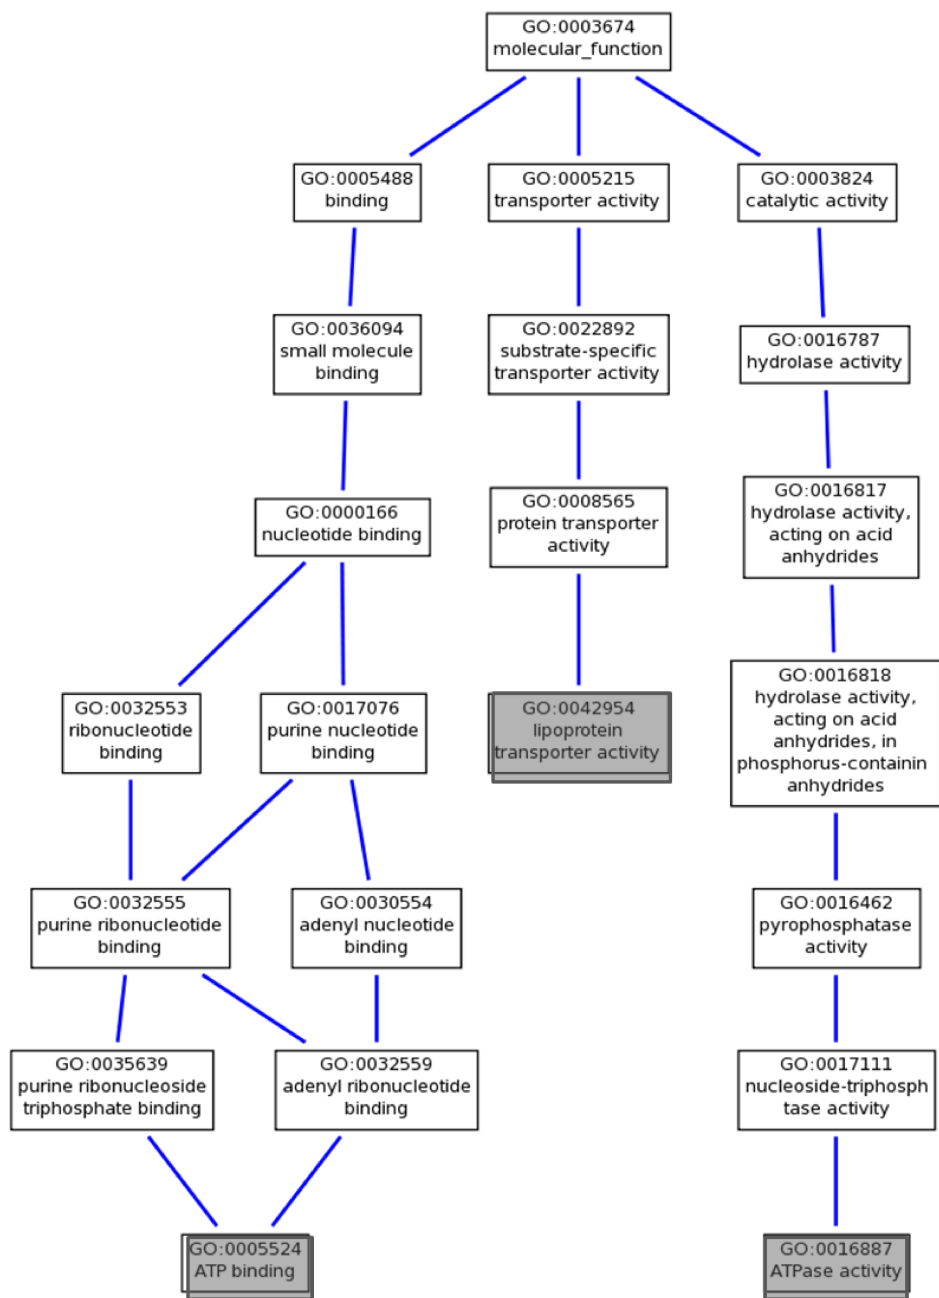 GO:0003674
molecular_function
GO:0005488
binding
GO:0005215
transporter activity
GO:0003824
catalytic activity
GO:0036094
small molecule
binding
GO:0022892
substrate-specific
transporter activity
GO:0016787
hydrolase activity
GO:0000166
nucleotide binding
GO:0008565
protein transporter
activity
GO:0016817
hydrolase activity,
acting on acid
anhydrides
GO:0032553
ribonucleotide
binding
GO:0017076
purine nucleotide
binding
GO:0042954
lipoprotein
transporter activity
GO:0016818
hydrolase activity,
acting on acid
anhydrides, in
phosphorus-containin
anhydrides
GO:0032555
purine ribonucleotide
binding
GO:0030554
adenyl nucleotide
binding
GO:0016462
pyrophosphatase
activity
GO:0035639
purine ribonucleoside
triphosphate binding
GO:0032559
adenyl ribonucleotide
binding
GO:0017111
nucleoside-triphosph
tase activity
GO:0005524
ATP binding
GO:0016887
ATPase activity